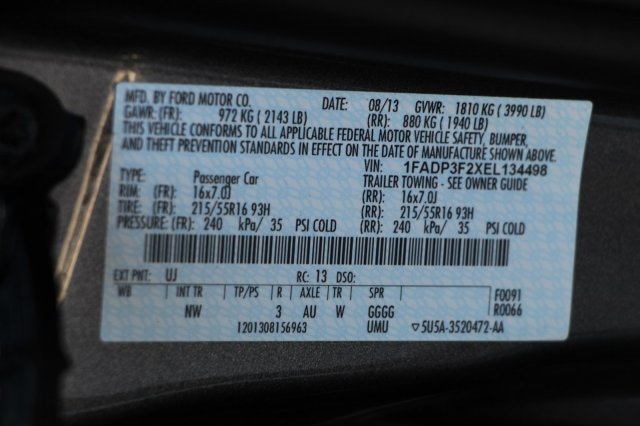 MFD. BY FORD MOTOR CO. DATE: 08/13 GVWR: 1810 KG ( 3990 LB)
GAWR: (FR): 972 KG ( 2143 LB) (RR): 880 KG ( 1940 LB)
THIS VEHICLE CONFORMS TO ALL APPLICABLE FEDERAL MOTOR VEHICLE SAFETY, BUMPER,
AND THEFT PREVENTION STANDARDS IN EFFECT ON THE DATE OF MANUFACTURE SHOWN ABOVE.
VIN: 1FADP3F2XEL134498
TYPE: Passenger Car TRAILER TOWING - SEE OWNER GUIDE
RIM: (FR): 16x7.0J (RR): 16x7.0J
TIRE: (FR): 215/55R16 93H (RR): 215/55R16 93H
PRESSURE: (FR): 240 kPa/ 35 PSI COLD (RR): 240 kPa/ 35 PSI COLD
EXT PNT: UJ RC: 13 DSO:
WB INT TR TP/PS R AXLE TR SPR F0091
NW 3 AU W GGGG R0066
1201308156963 UMU ▽5U5A-3520472-AA